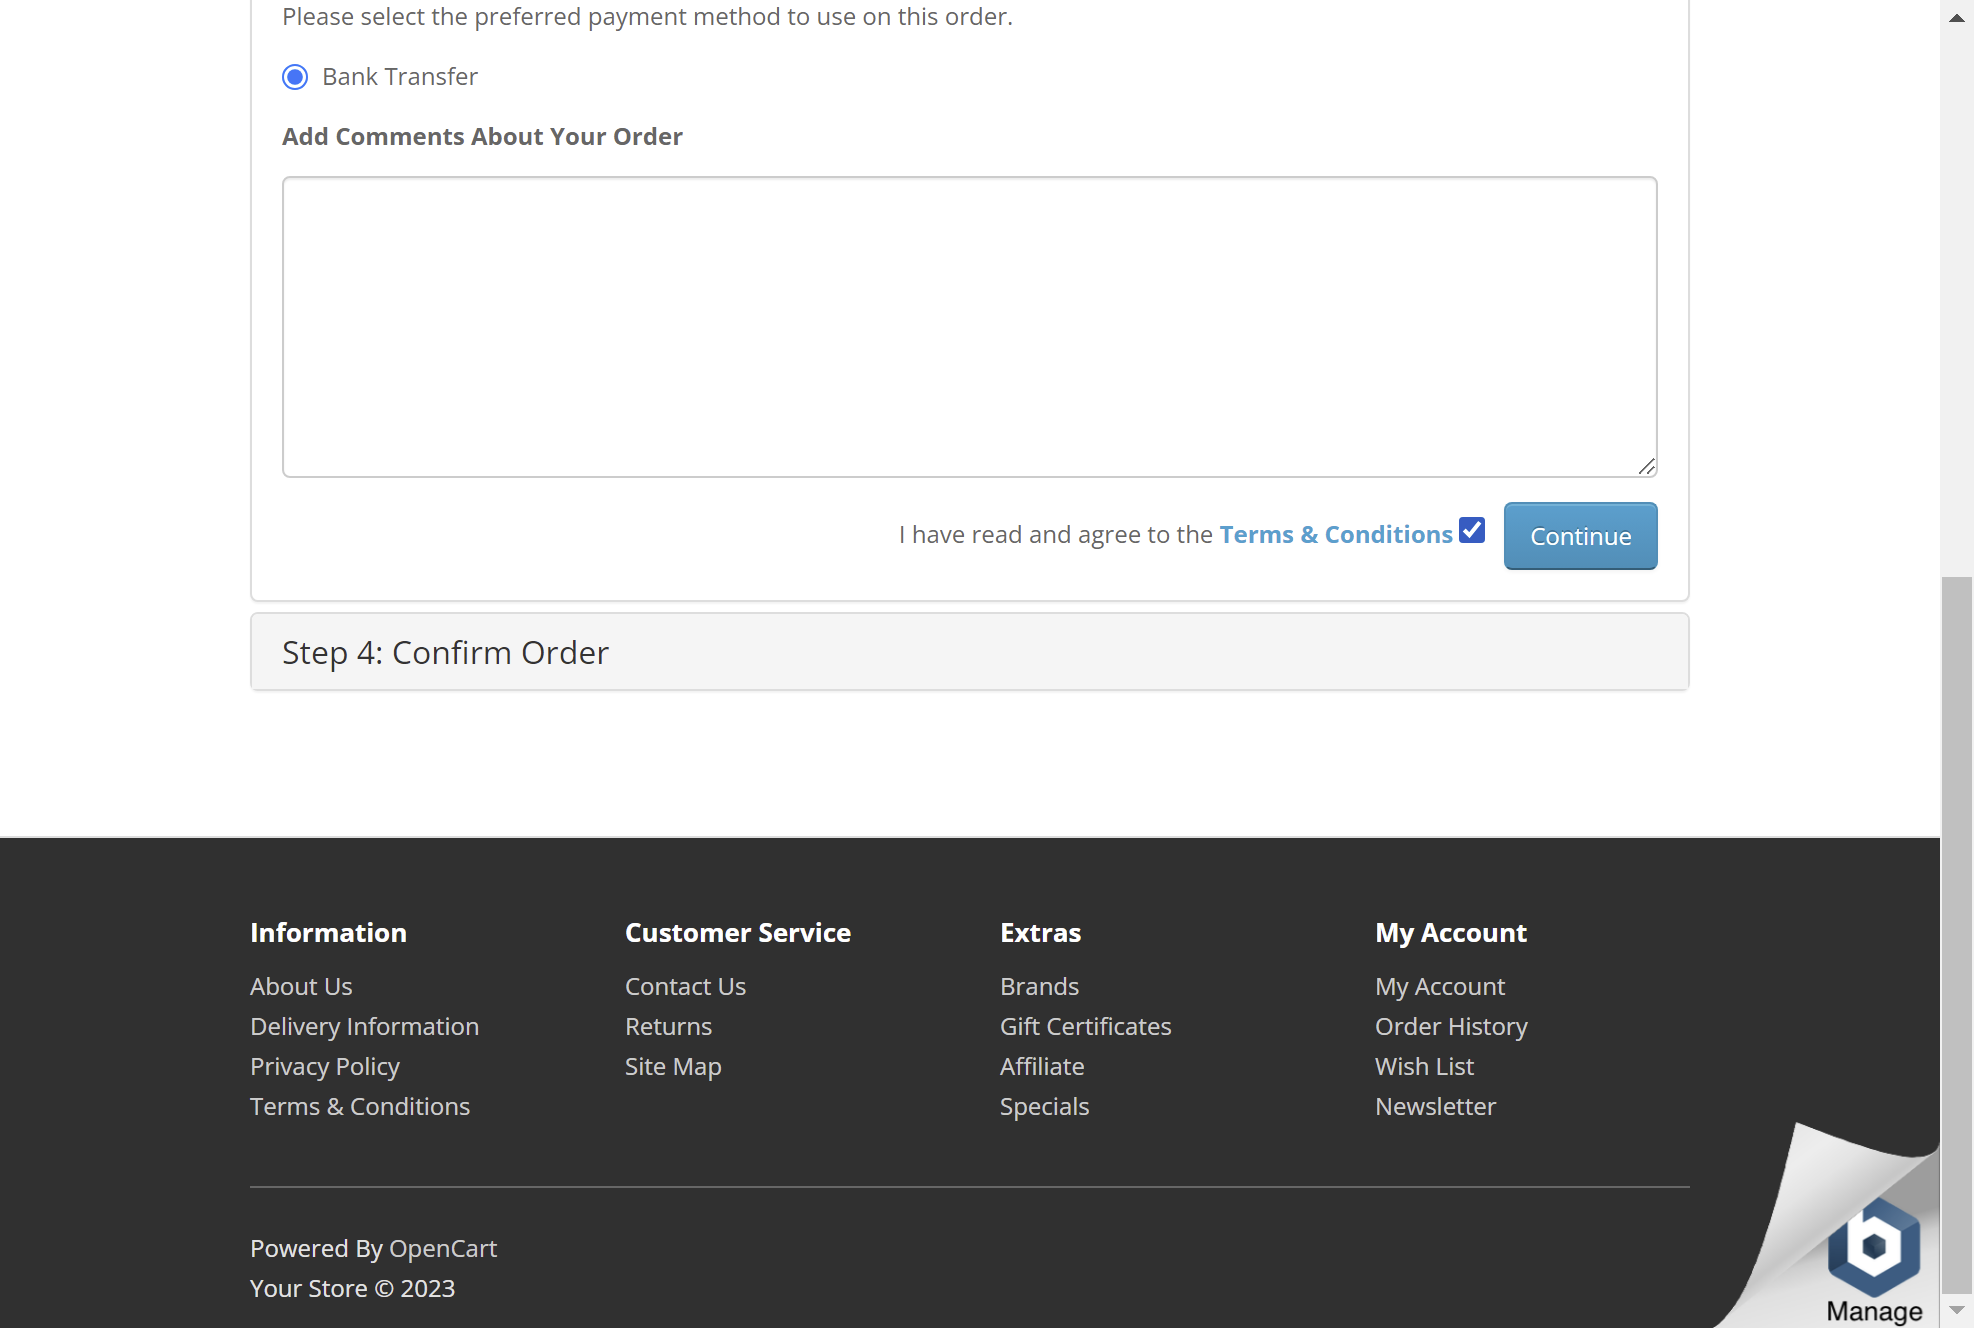 Please select the preferred payment method to use on this order.
Bank Transfer
Add Comments About Your Order
I have read and agree to the Terms & Conditions
Continue
Step 4: Confirm Order
Information
About Us
Delivery Information
Privacy Policy
Terms & Conditions
Customer Service
Contact Us
Returns
Site Map
Extras
Brands
Gift Certificates
Affiliate
Specials
My Account
My Account
Order History
Wish List
Newsletter
Powered By OpenCart
Your Store © 2023
Manage